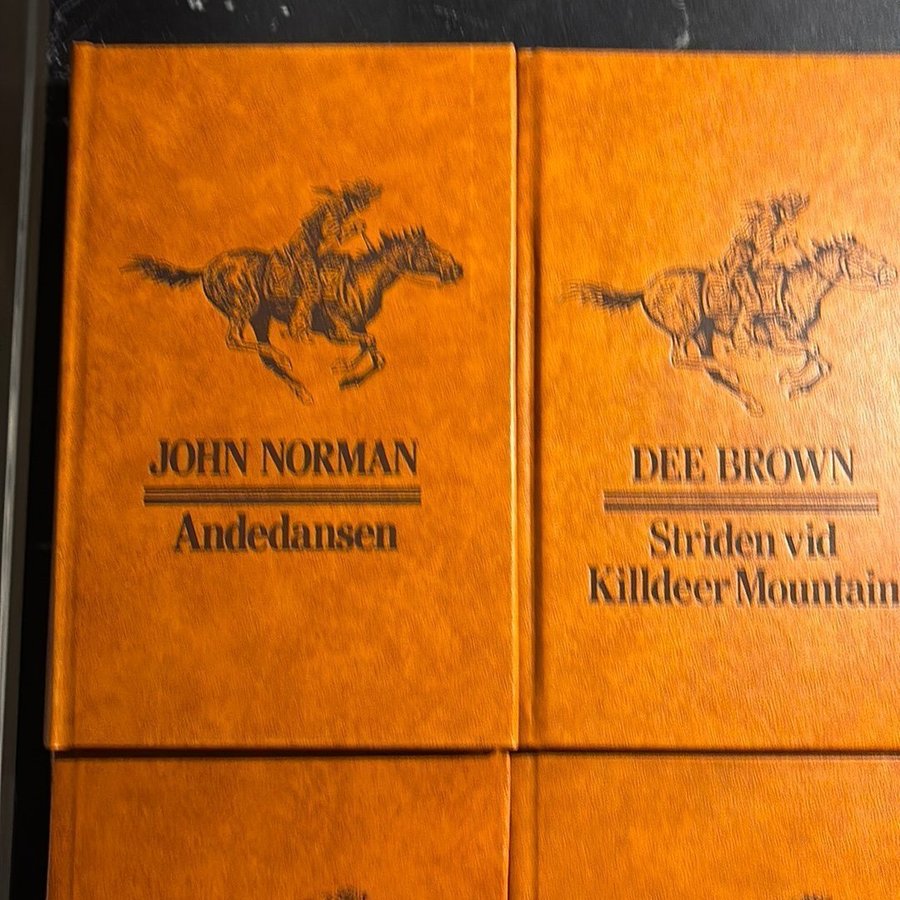 JOHN NORMAN
Andedansen
DEE BROWN
Striden vid
Killdeer Mountain